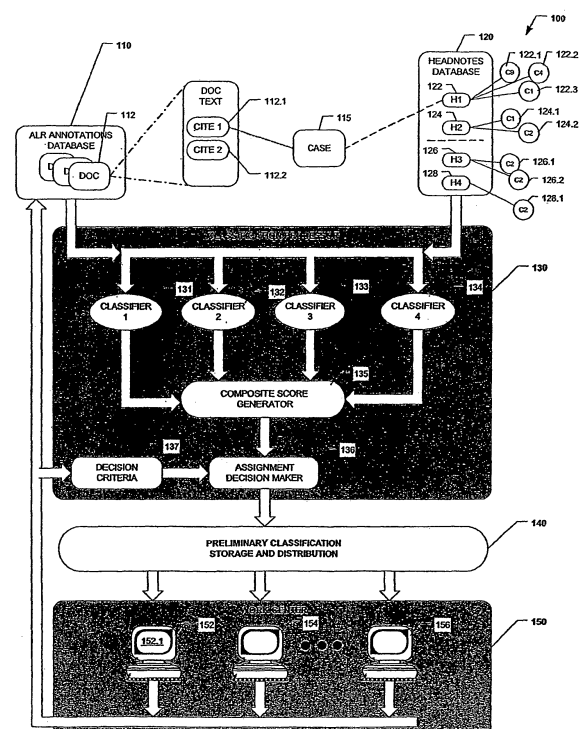 100
110
120
HEADNOTES
DATABASE
122.1
122.2
C9
C4
122
H1
C1
122.3
112
DOC
TEXT
112.1
CITE 1
115
CASE
124
H2
C1
124.1
C2
124.2
ALR ANNOTATIONS
DATABASE
D
D
DOC
CITE 2
112.2
126
H3
C2
126.1
C2
126.2
128
H4
C2
128.1
130
131
132
133
134
CLASSIFIER
1
CLASSIFIER
2
CLASSIFIER
3
CLASSIFIER
4
135
COMPOSITE SCORE
GENERATOR
137
136
DECISION
CRITERIA
ASSIGNMENT
DECISION MAKER
140
PRELIMINARY CLASSIFICATION
STORAGE AND DISTRIBUTION
152
154
156
150
152.1